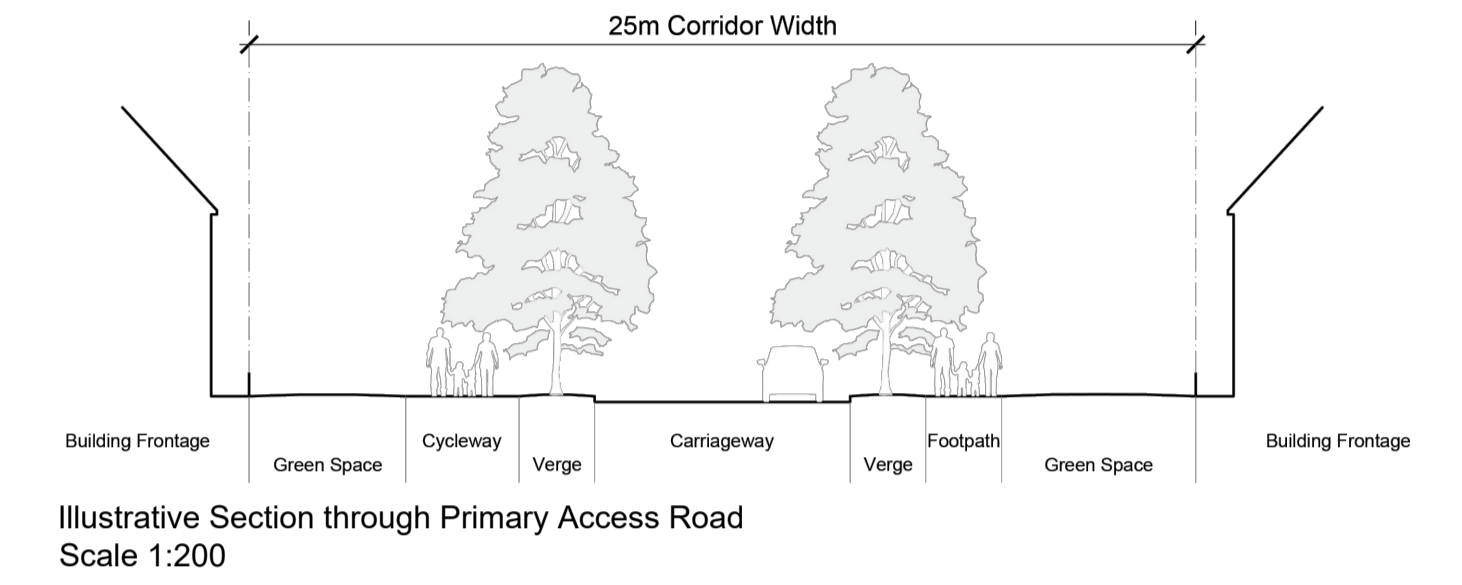 25m Corridor Width
Building Frontage
Green Space
Cycleway
Verge
Carriageway
Verge
Footpath
Green Space
Building Frontage
Illustrative Section through Primary Access Road
Scale 1:200